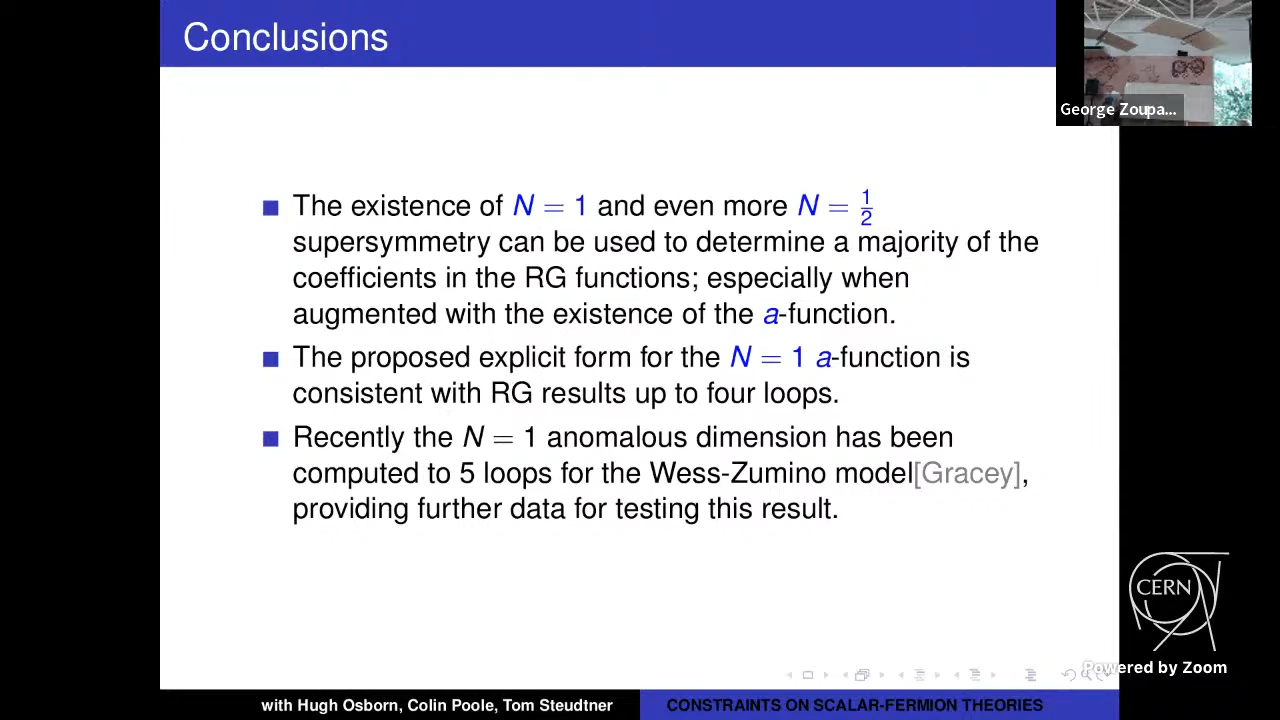 Conclusions
George Zoupa...
The existence of N = 1 and even more N = 1/2
supersymmetry can be used to determine a majority of the
coefficients in the RG functions; especially when
augmented with the existence of the a-function.
The proposed explicit form for the N = 1 a-function is
consistent with RG results up to four loops.
Recently the N = 1 anomalous dimension has been
computed to 5 loops for the Wess-Zumino model[Gracey],
providing further data for testing this result.
CERN
Powered by Zoom
with Hugh Osborn, Colin Poole, Tom Steudtner
CONSTRAINTS ON SCALAR-FERMION THEORIES